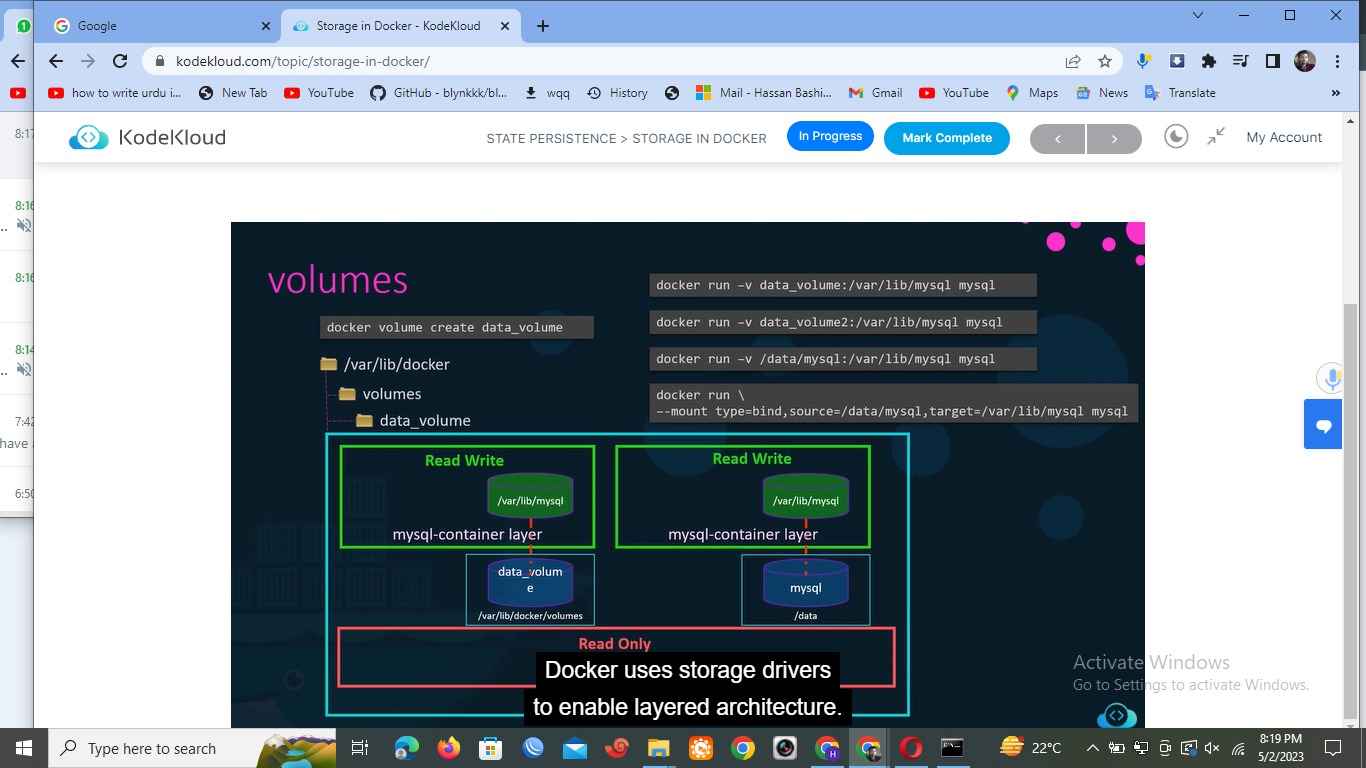 1
Google
Storage in Docker - KodeKloud
kodekloud.com/topic/storage-in-docker/
how to write urdu i...
New Tab
YouTube
GitHub - blynkkk/bl...
wqq
History
Mail - Hassan Bashi...
Gmail
YouTube
Maps
News
Translate
»
8:17
8:16
..
8:16
8:14
..
7:42
have a
6:50
KodeKloud
STATE PERSISTENCE > STORAGE IN DOCKER
In Progress
Mark Complete
My Account
volumes
docker volume create data_volume
/var/lib/docker
volumes
data_volume
docker run –v data_volume:/var/lib/mysql mysql
docker run –v data_volume2:/var/lib/mysql mysql
docker run –v /data/mysql:/var/lib/mysql mysql
docker run \
--mount type=bind,source=/data/mysql,target=/var/lib/mysql mysql
Read Write
/var/lib/mysql
mysql-container layer
data_volum
e
/var/lib/docker/volumes
Read Write
/var/lib/mysql
mysql-container layer
mysql
/data
Read Only
Docker uses storage drivers
to enable layered architecture.
Activate Windows
Go to Settings to activate Windows.
Type here to search
H
22°C
8:19 PM
5/2/2023